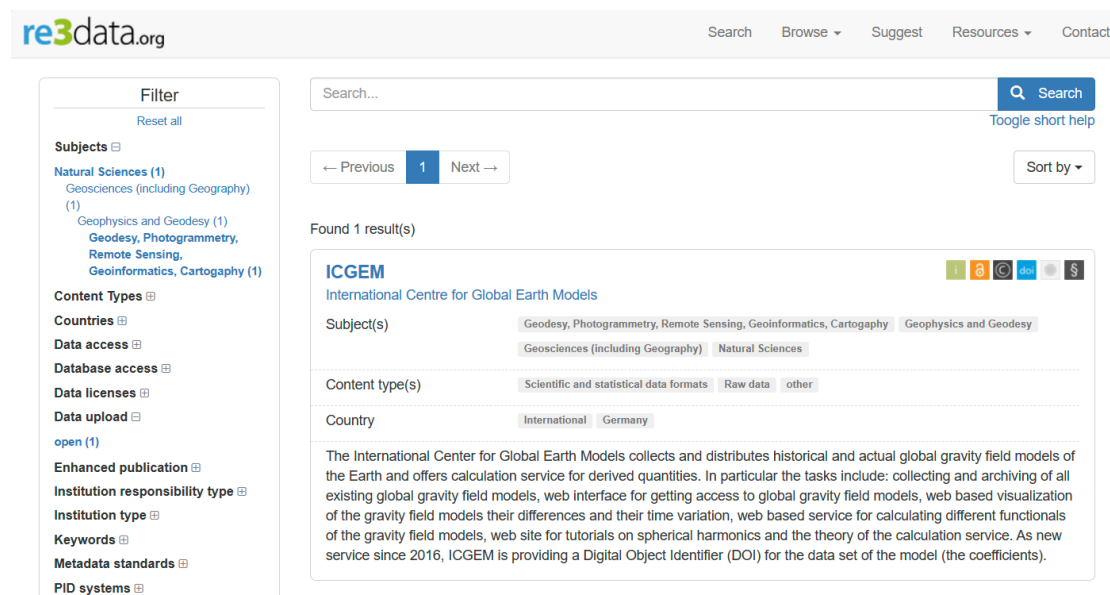 re3data.org
Search Browse Suggest Resources Contact
Filter
Reset all
Subjects
Natural Sciences (1)
Geosciences (including Geography)
(1)
Geophysics and Geodesy (1)
Geodesy, Photogrammetry,
Remote Sensing,
Geoinformatics, Cartogaphy (1)
Content Types
Countries
Data access
Database access
Data licenses
Data upload
open (1)
Enhanced publication
Institution responsibility type
Institution type
Keywords
Metadata standards
PID systems
Search...
Search
Toogle short help
← Previous 1 Next →
Sort by
Found 1 result(s)
ICGEM
i © doi §
International Centre for Global Earth Models
Subject(s) Geodesy, Photogrammetry, Remote Sensing, Geoinformatics, Cartogaphy Geophysics and Geodesy
Geosciences (including Geography) Natural Sciences
Content type(s) Scientific and statistical data formats Raw data other
Country International Germany
The International Center for Global Earth Models collects and distributes historical and actual global gravity field models of
the Earth and offers calculation service for derived quantities. In particular the tasks include: collecting and archiving of all
existing global gravity field models, web interface for getting access to global gravity field models, web based visualization
of the gravity field models their differences and their time variation, web based service for calculating different functionals
of the gravity field models, web site for tutorials on spherical harmonics and the theory of the calculation service. As new
service since 2016, ICGEM is providing a Digital Object Identifier (DOI) for the data set of the model (the coefficients).